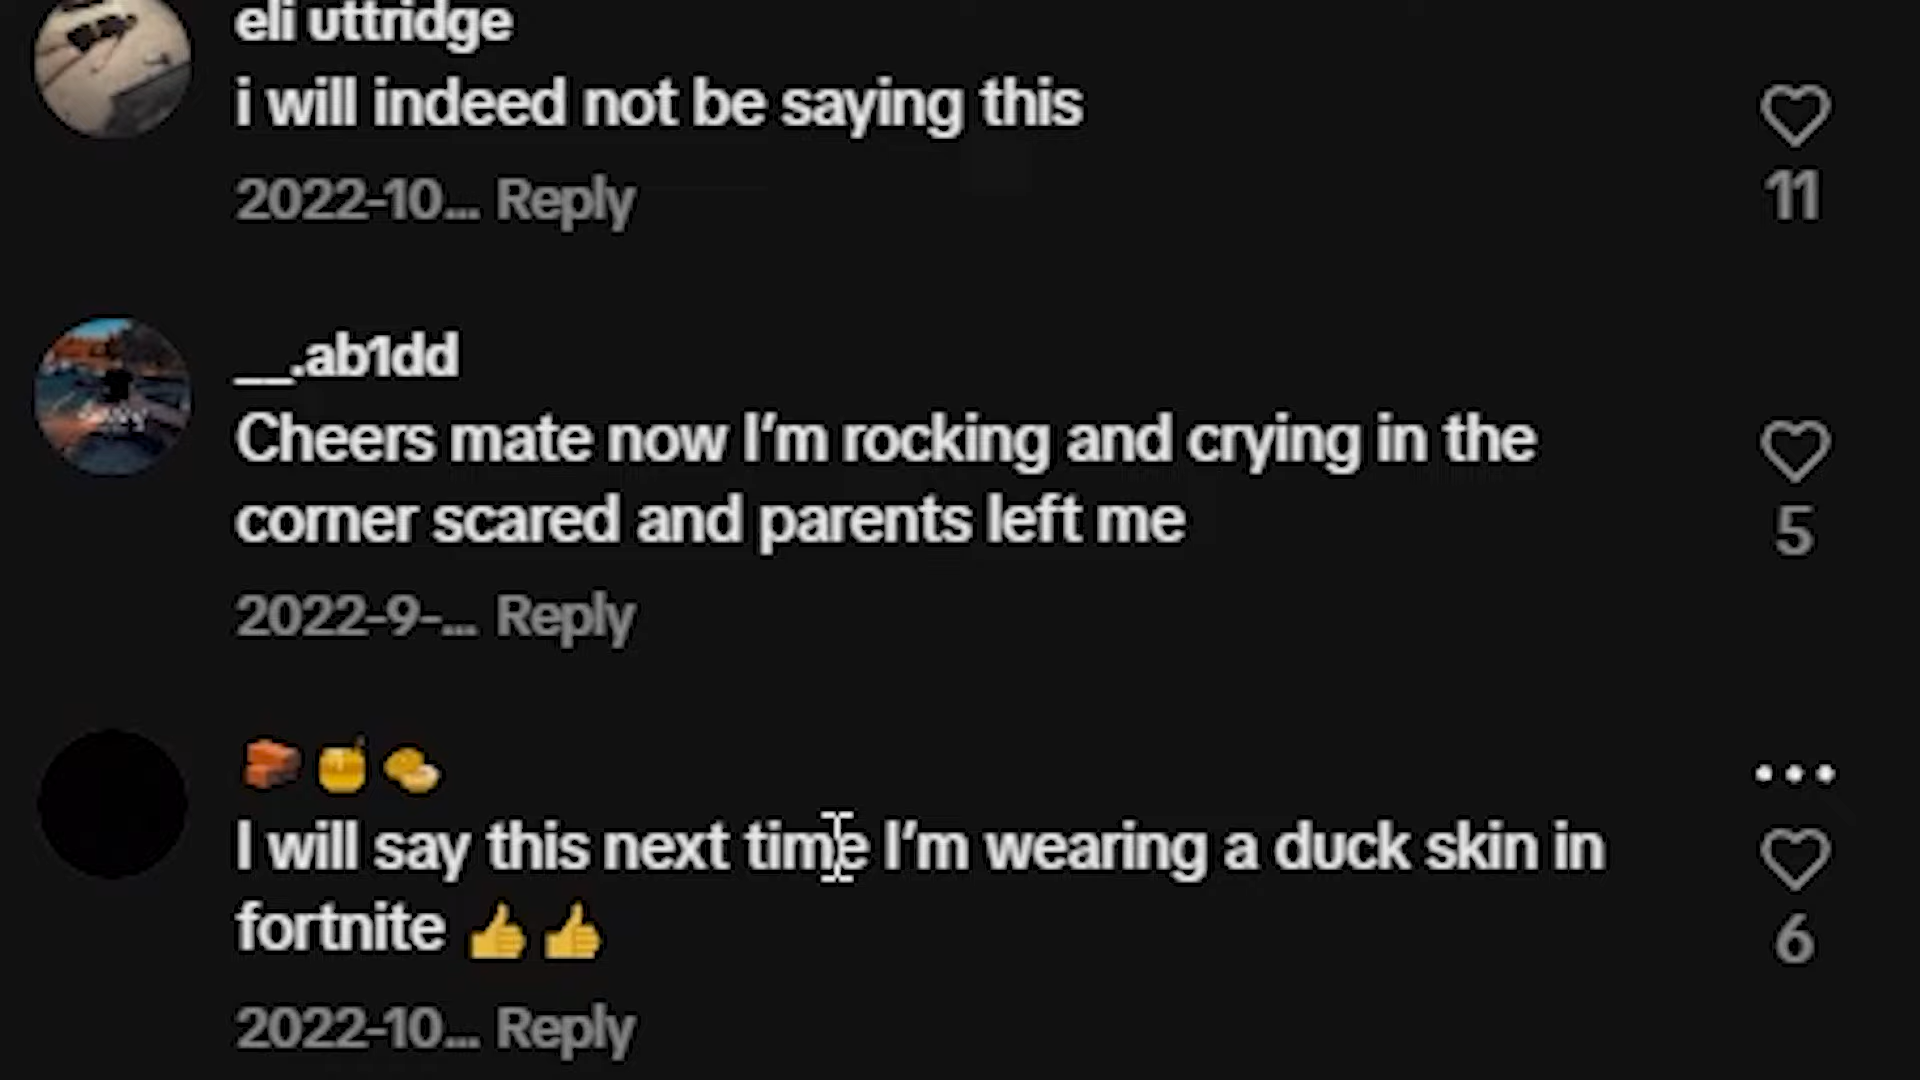 eli uttridge
i will indeed not be saying this
2022-10... Reply
11
__.ab1dd
Cheers mate now I'm rocking and crying in the
corner scared and parents left me
2022-9-... Reply
5
🧱🍯🥔
I will say this next time I'm wearing a duck skin in
fortnite 👍👍
2022-10... Reply
6